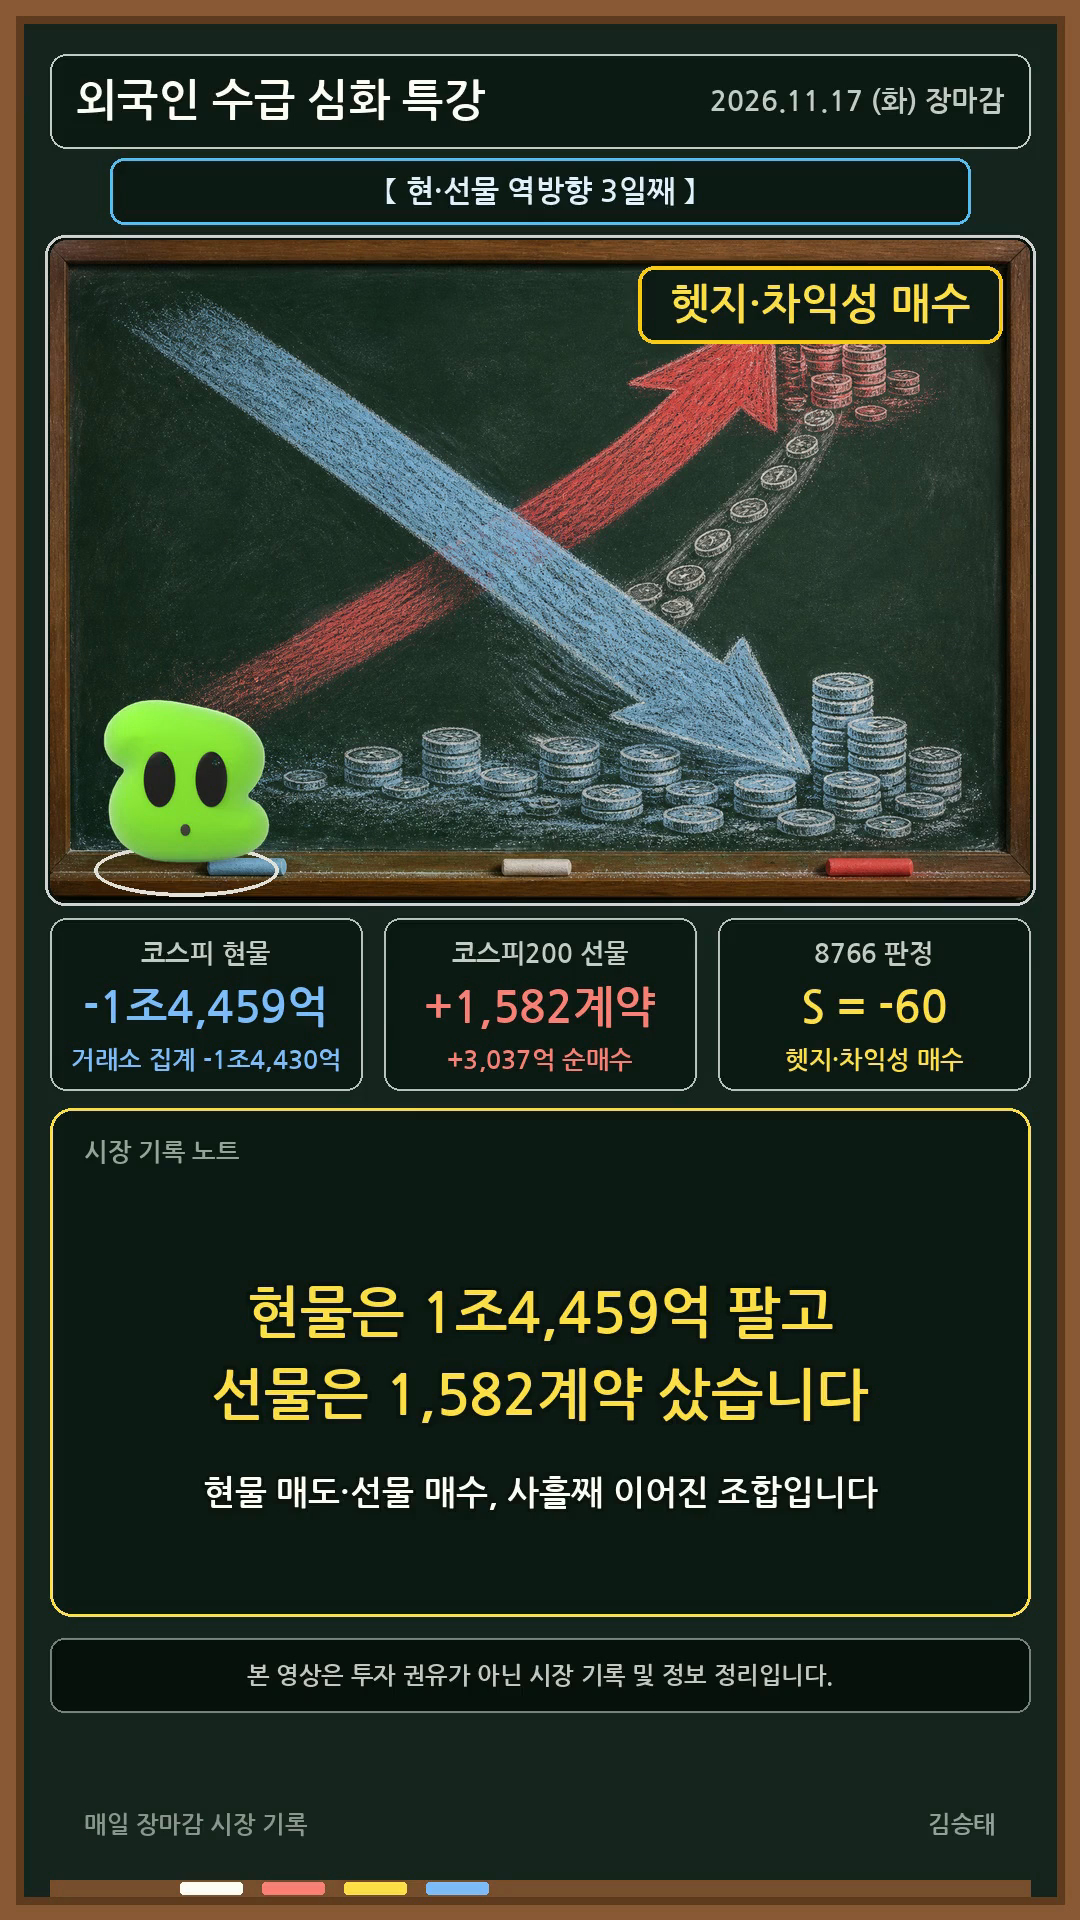 외국인 수급 심화 특강
2026.11.17 (화) 장마감
【 현·선물 역방향 3일째 】
헷지·차익성 매수
코스피 현물
-1조4,459억
거래소 집계 -1조4,430억
코스피200 선물
+1,582계약
+3,037억 순매수
8766 판정
S = -60
헷지·차익성 매수
시장 기록 노트
현물은 1조4,459억 팔고
선물은 1,582계약 샀습니다
현물 매도·선물 매수, 사흘째 이어진 조합입니다
본 영상은 투자 권유가 아닌 시장 기록 및 정보 정리입니다.
매일 장마감 시장 기록
김승태